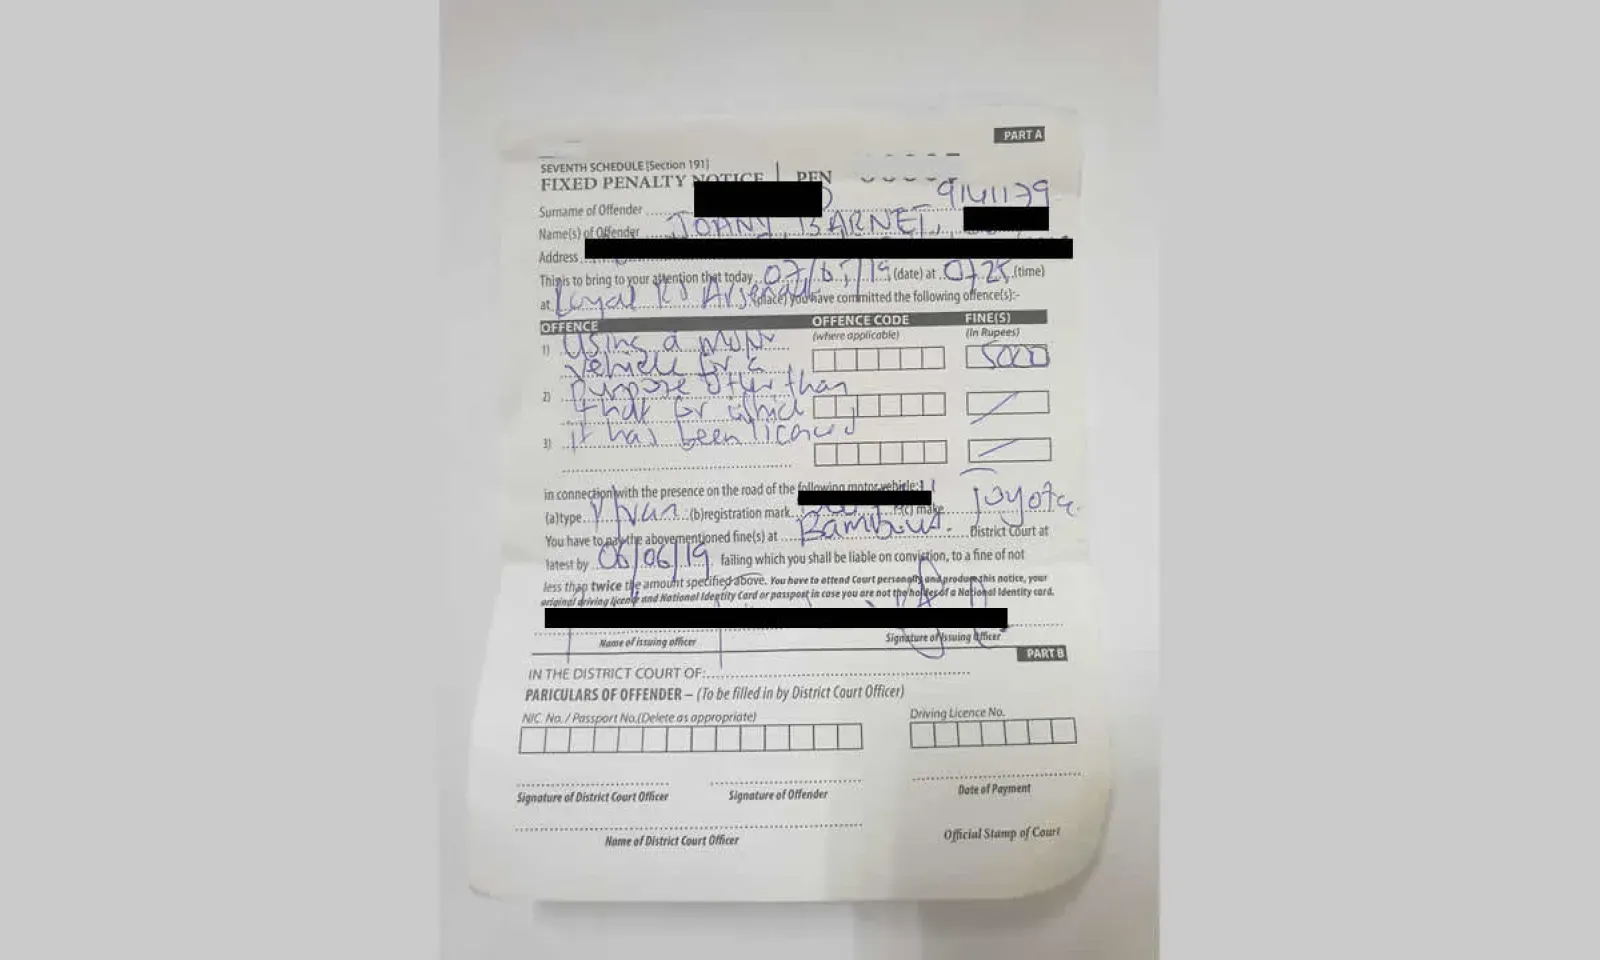 PART A
SEVENTH SCHEDULE [Section 191]
FIXED PENALTY NOTICE PFN
Surname of Offender 9141179
Name(s) of Offender JOANY BARNET,
Address
This is to bring to your attention that today 07/05/19 (date) at (time)
at Royal Rd Arsenal (place) you have committed the following offence(s):-
OFFENCE OFFENCE CODE FINE(S)
(where applicable) (In Rupees)
1) Using a motor 5000
vehicle for a
2) purpose other than
that for which
3) it has been licenced
in connection with the presence on the road of the following motor vehicle:
(a)type P/van (b)registration mark (c) make Toyota
You have to pay the abovementioned fine(s) at Bambous District Court at
latest by 06/06/19 failing which you shall be liable on conviction, to a fine of not
less than twice the amount specified above. You have to attend Court personally and produce this notice, your
original driving licence and National Identity Card or passport in case you are not the holder of a National Identity card.
Name of issuing officer Signature of Issuing Officer
PART B
IN THE DISTRICT COURT OF:
PARICULARS OF OFFENDER – (To be filled in by District Court Officer)
NIC. No. / Passport No.(Delete as appropriate) Driving Licence No.
Signature of District Court Officer Signature of Offender Date of Payment
Name of District Court Officer Official Stamp of Court